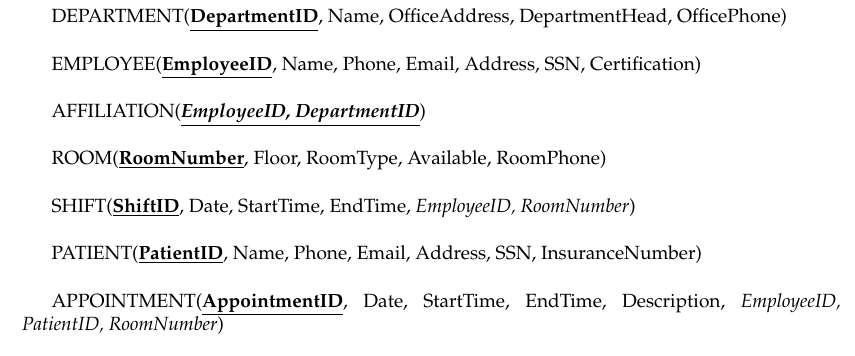 DEPARTMENT(DepartmentID, Name, OfficeAddress, DepartmentHead, OfficePhone)
EMPLOYEE(EmployeeID, Name, Phone, Email, Address, SSN, Certification)
AFFILIATION(EmployeeID, DepartmentID)
ROOM(RoomNumber, Floor, RoomType, Available, RoomPhone)
SHIFT(ShiftID, Date, StartTime, EndTime, EmployeeID, RoomNumber)
PATIENT(PatientID, Name, Phone, Email, Address, SSN, InsuranceNumber)
APPOINTMENT(AppointmentID, Date, StartTime, EndTime, Description, EmployeeID,
PatientID, RoomNumber)